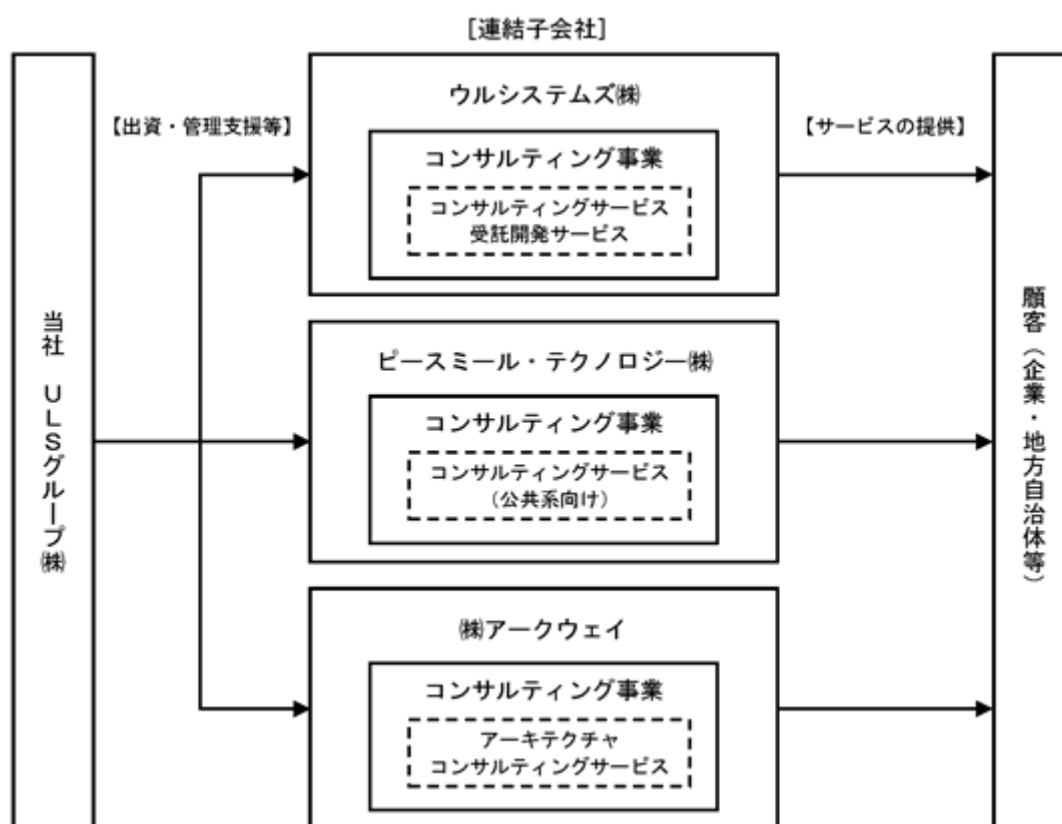 [連結子会社]
当社 ULSグループ㈱
【出資・管理支援等】
ウルシステムズ㈱
コンサルティング事業
コンサルティングサービス
受託開発サービス
ピースミール・テクノロジー㈱
コンサルティング事業
コンサルティングサービス
(公共系向け)
㈱アークウェイ
コンサルティング事業
アーキテクチャ
コンサルティングサービス
【サービスの提供】
顧客(企業・地方自治体等)